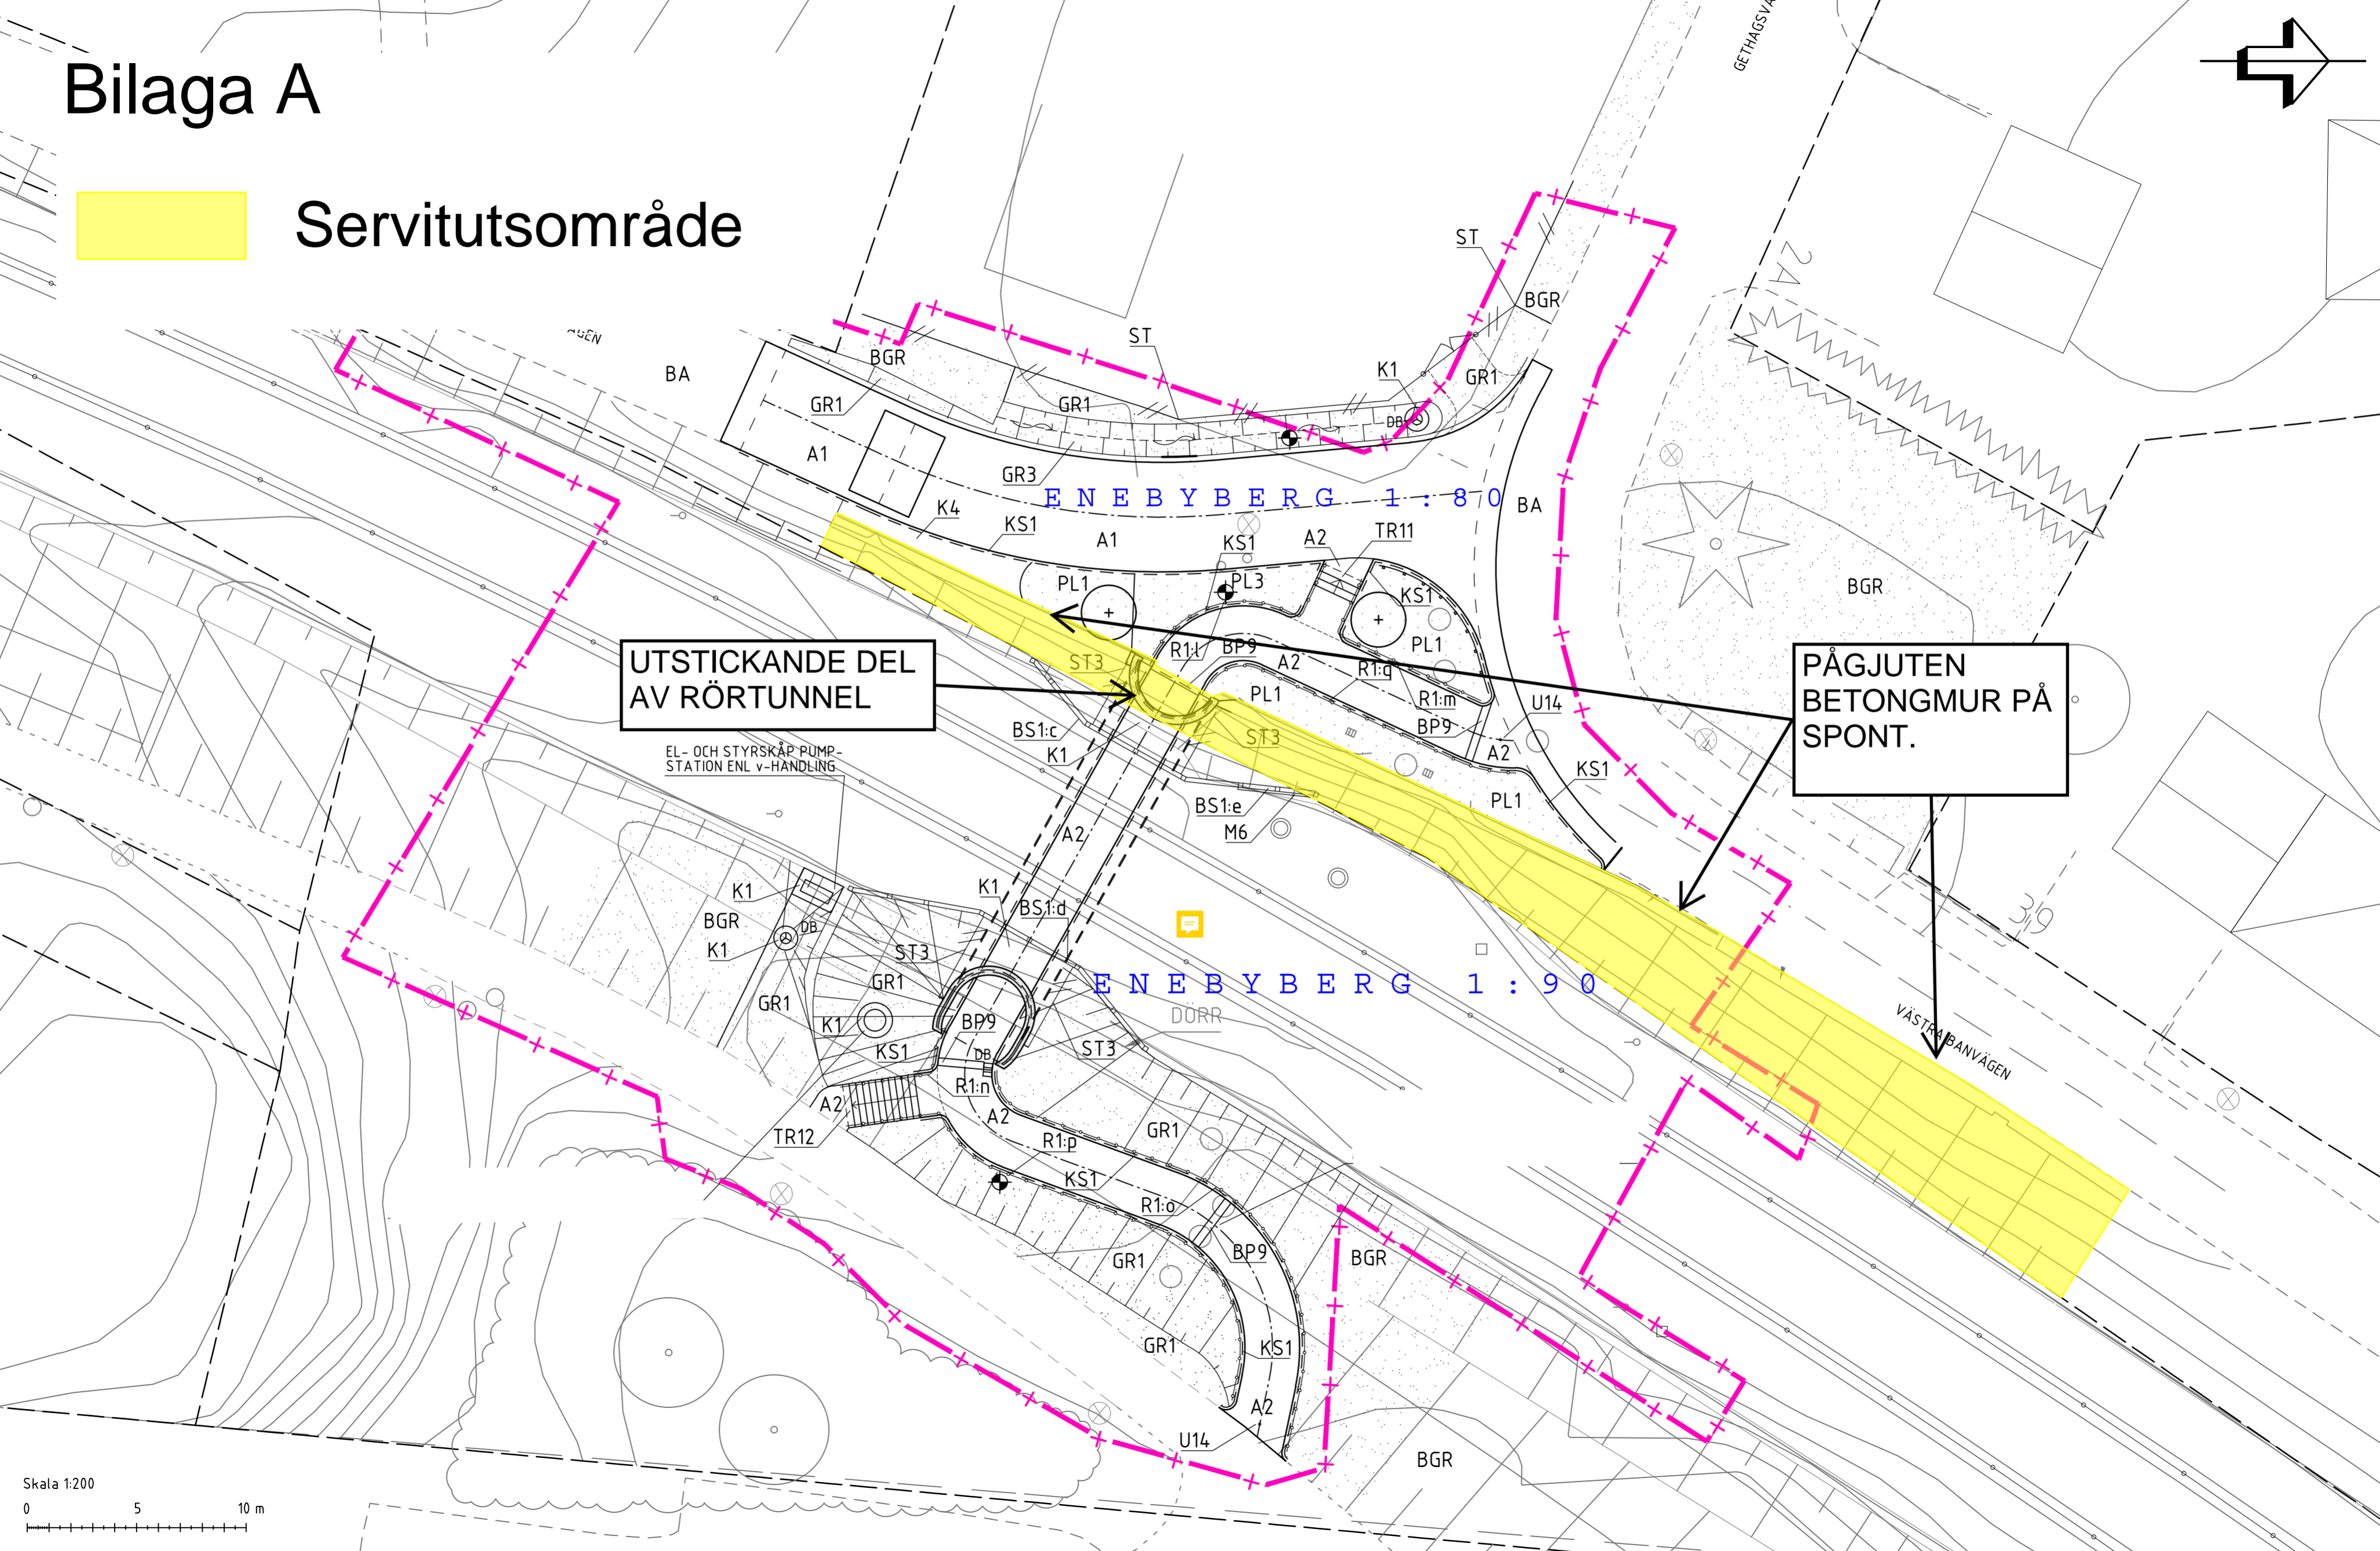 Bilaga A
Servitutsområde
GETHAGSVÄ
2A
ST
BGR
ST
BGR
BA
K1
GR1
GR1
GR1
DB
A1
GR3
ENEBYBERG 1:80
BA
K4
KS1
A1
KS1
A2
TR11
PL1
PL3
KS1
BGR
UTSTICKANDE DEL
AV RÖRTUNNEL
ST3
R1:l
BP9
A2
R1:q
PL1
PL1
R1:m
U14
BP9
PÅGJUTEN
BETONGMUR PÅ
SPONT.
BS1:c
K1
ST3
A2
KS1
EL- OCH STYRSKÅP PUMP-
STATION ENL v-HANDLING
BS1:e
M6
PL1
A2
K1
K1
BS1:d
BGR
K1
DB
ST3
39
GR1
GR1
ENEBYBERG 1:90
K1
BP9
DÖRR
VÄSTRA BANVÄGEN
KS1
DB
ST3
R1:n
A2
A2
TR12
R1:p
GR1
KS1
R1:o
GR1
BP9
BGR
GR1
KS1
A2
U14
BGR
Skala 1:200
0 5 10 m